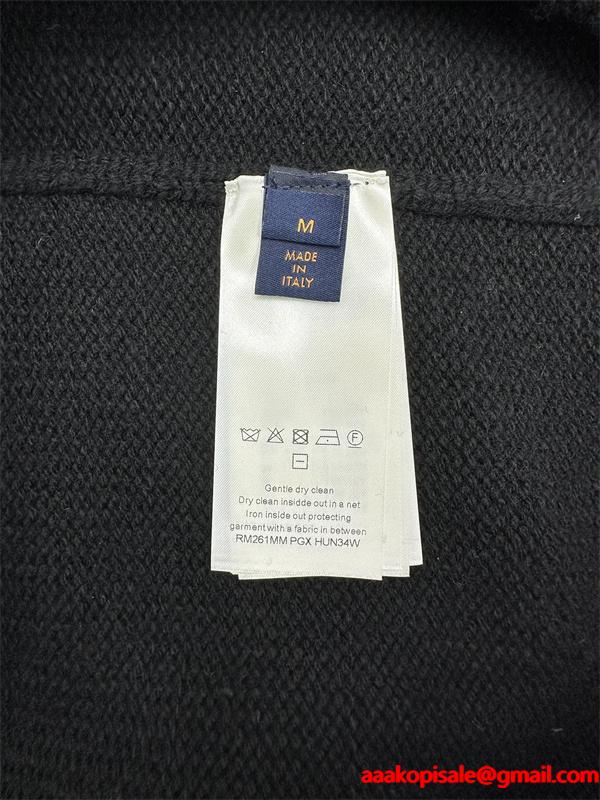 M
MADE
IN
ITALY
F
Gentle dry clean
Dry clean insidde out in a net
Iron inside out protecting
garment with a fabric in between
RM261MM PGX HUN34W
aaakopisale@gmail.com